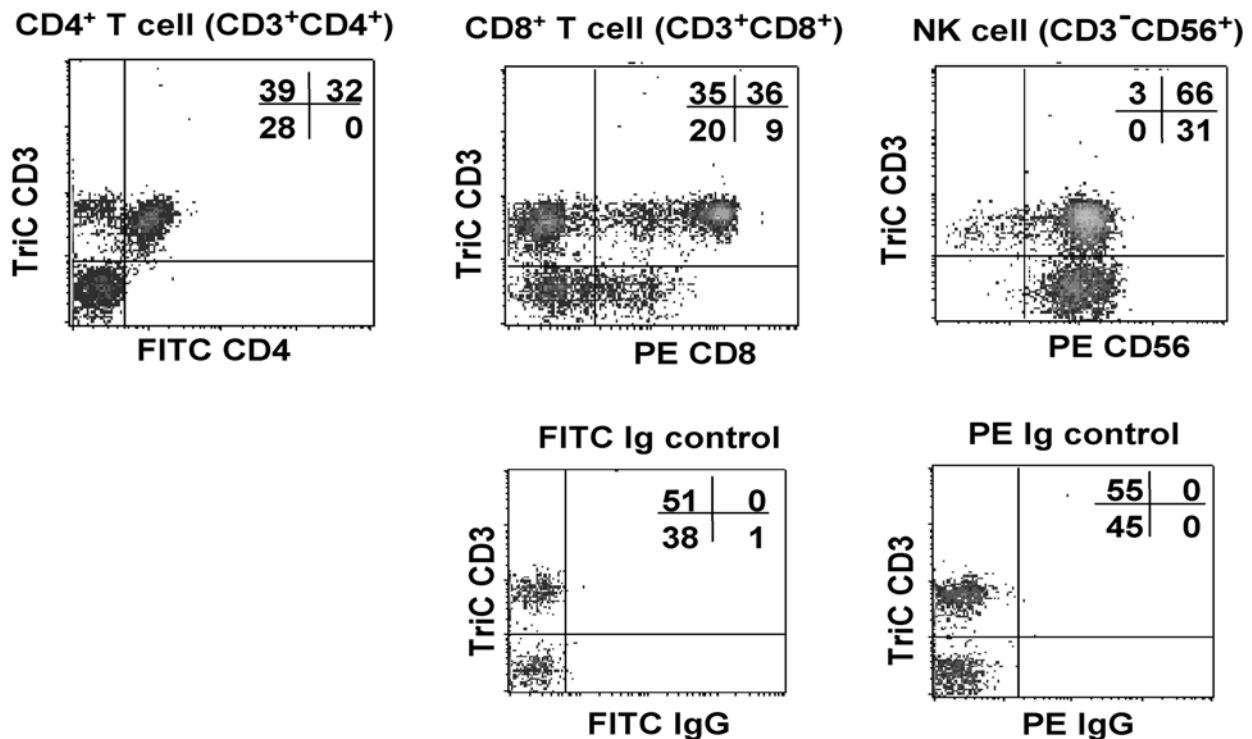 CD4⁺ T cell (CD3⁺CD4⁺)
CD8⁺ T cell (CD3⁺CD8⁺)
NK cell (CD3⁻CD56⁺)
TriC CD3
39 32
28 0
FITC CD4
TriC CD3
35 36
20 9
PE CD8
TriC CD3
3 66
0 31
PE CD56
FITC Ig control
PE Ig control
TriC CD3
51 0
38 1
FITC IgG
TriC CD3
55 0
45 0
PE IgG